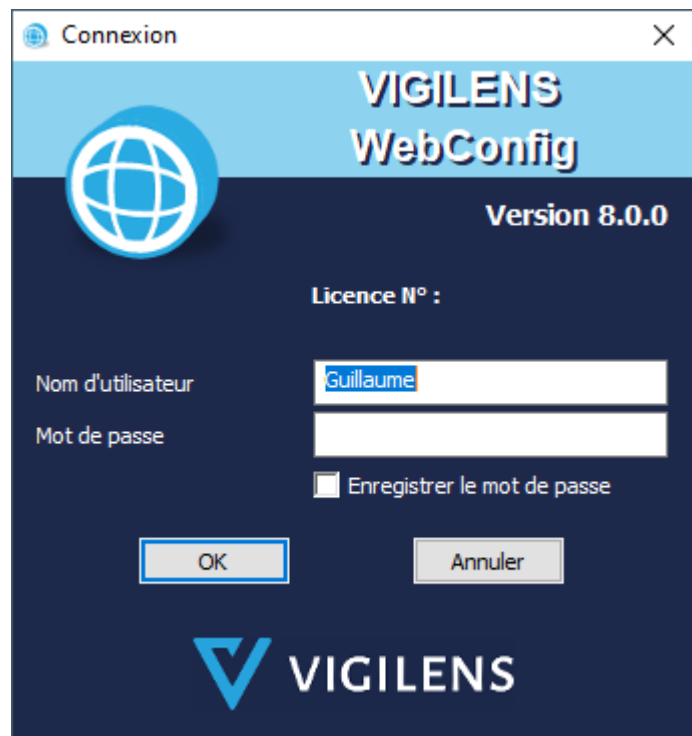 Connexion
VIGILENS
WebConfig
Version 8.0.0
Licence N° :
Nom d'utilisateur
Guillaume
Mot de passe
Enregistrer le mot de passe
OK
Annuler
VIGILENS